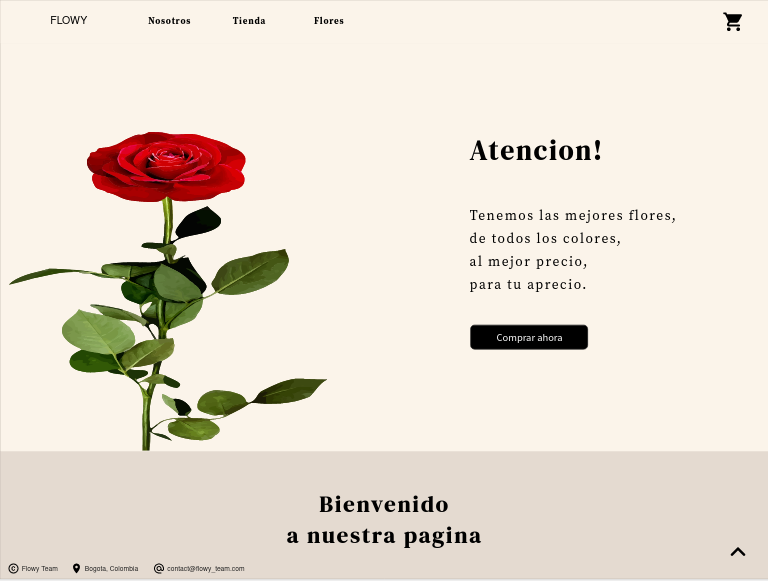 FLOWY Nosotros Tienda Flores
Atencion!
Tenemos las mejores flores,
de todos los colores,
al mejor precio,
para tu aprecio.
Comprar ahora
Bienvenido
a nuestra pagina
© Flowy Team Bogota, Colombia contact@flowy_team.com